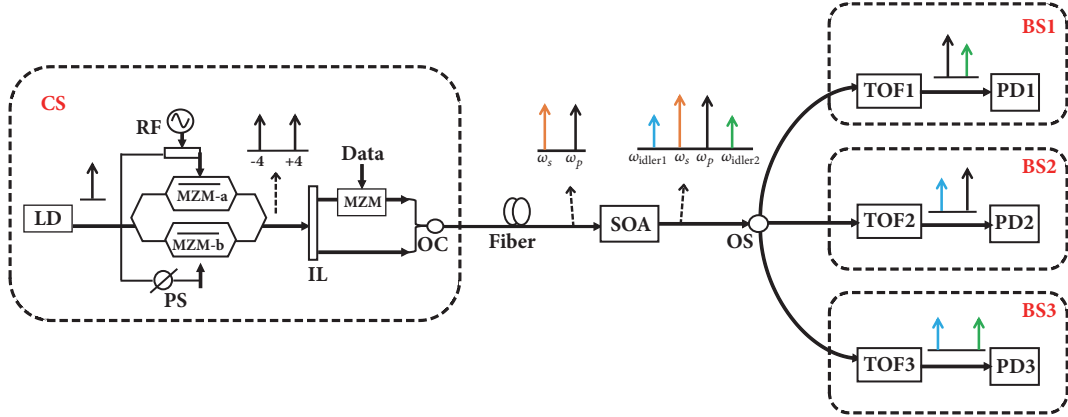 CS
RF
LD
MZM-a
MZM-b
PS
-4 +4
Data
MZM
IL
OC
Fiber
ωs ωp
SOA
ωidler1 ωs ωp ωidler2
OS
BS1
TOF1
PD1
BS2
TOF2
PD2
BS3
TOF3
PD3